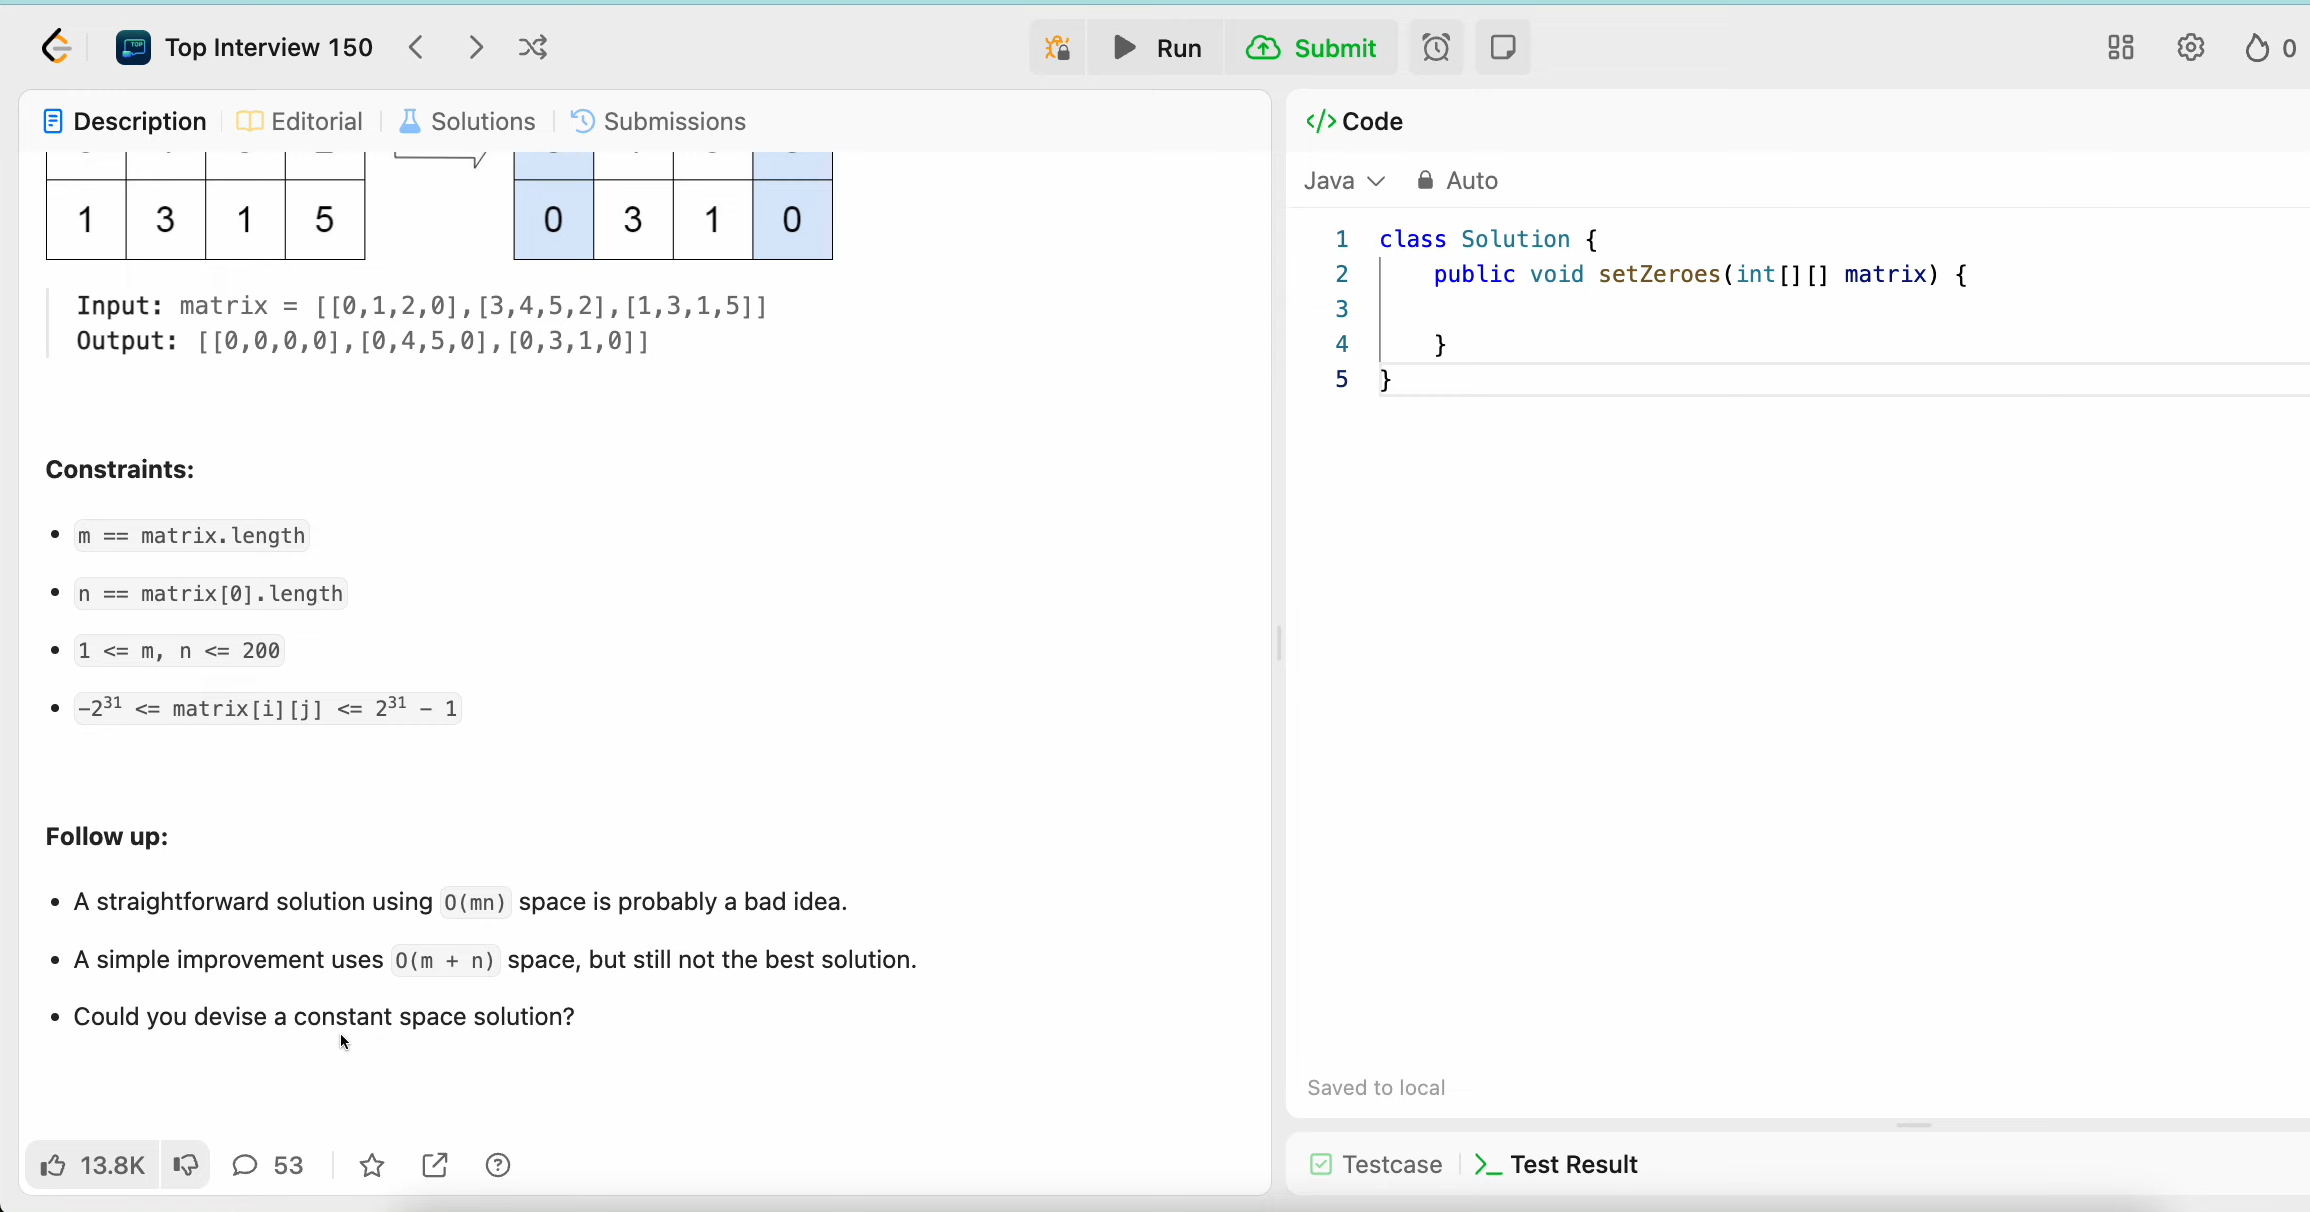 Top Interview 150
Run
Submit
0
Description
Editorial
Solutions
Submissions
1 3 1 5
0 3 1 0
Input: matrix = [[0,1,2,0],[3,4,5,2],[1,3,1,5]]
Output: [[0,0,0,0],[0,4,5,0],[0,3,1,0]]
Constraints:
m == matrix.length
n == matrix[0].length
1 <= m, n <= 200
-2³¹ <= matrix[i][j] <= 2³¹ - 1
Follow up:
A straightforward solution using O(mn) space is probably a bad idea.
A simple improvement uses O(m + n) space, but still not the best solution.
Could you devise a constant space solution?
13.8K
53
</> Code
Java
Auto
1 class Solution {
2     public void setZeroes(int[][] matrix) {
3
4     }
5 }
Saved to local
Testcase
Test Result